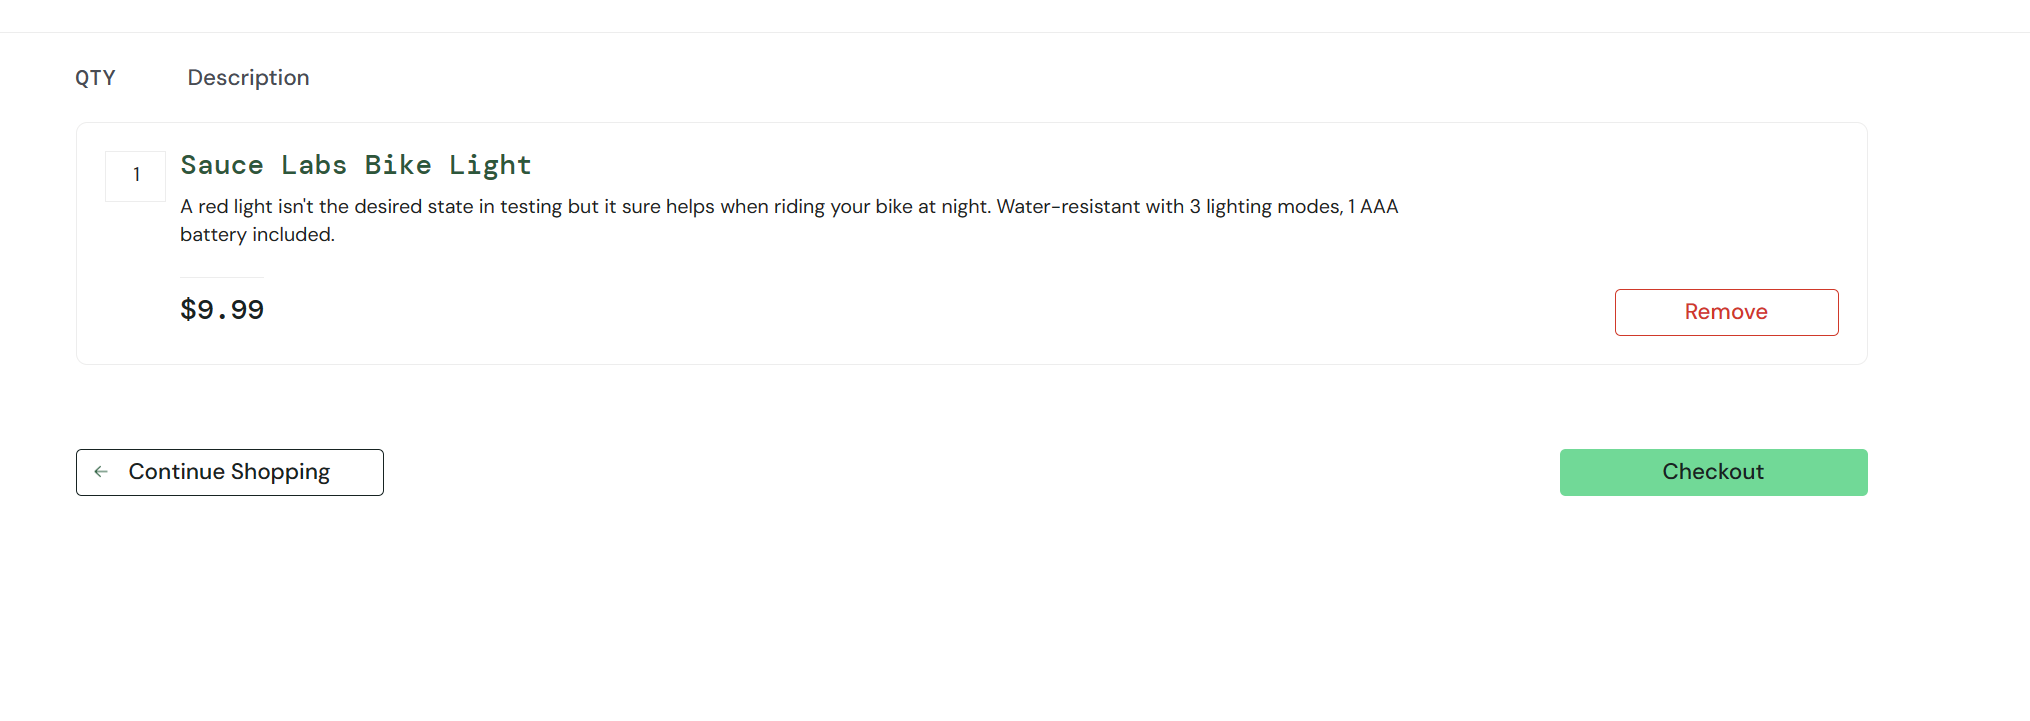 QTY Description
1 Sauce Labs Bike Light
A red light isn't the desired state in testing but it sure helps when riding your bike at night. Water-resistant with 3 lighting modes, 1 AAA
battery included.
$9.99
Remove
Continue Shopping
Checkout